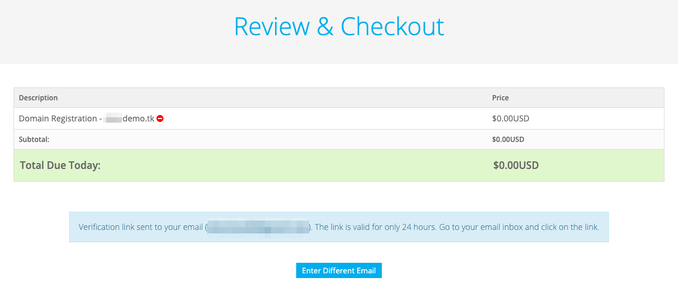 Review & Checkout
Description Price
Domain Registration - demo.tk $0.00USD
Subtotal: $0.00USD
Total Due Today: $0.00USD
Verification link sent to your email ( ). The link is valid for only 24 hours. Go to your email inbox and click on the link.
Enter Different Email